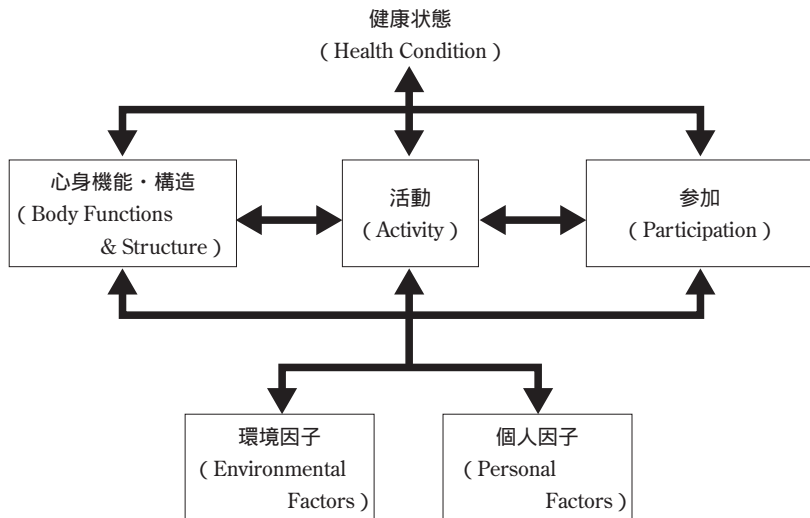 健康状態
( Health Condition )
心身機能・構造
( Body Functions
& Structure )
活動
( Activity )
参加
( Participation )
環境因子
( Environmental
Factors )
個人因子
( Personal
Factors )